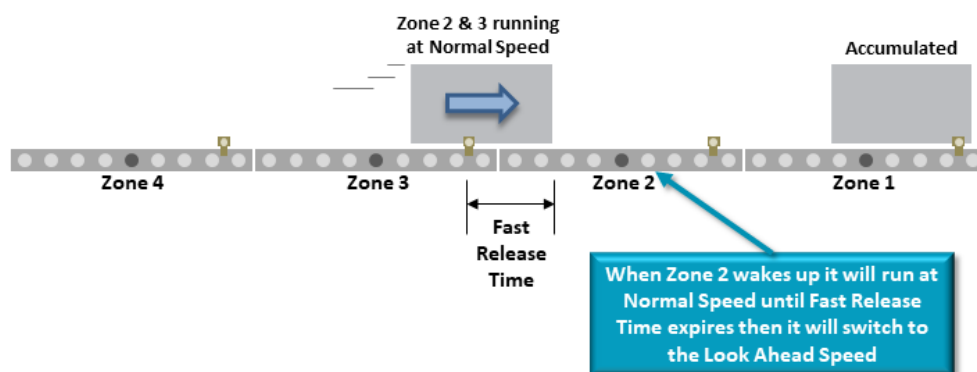 Zone 2 & 3 running
at Normal Speed
Accumulated
Zone 4
Zone 3
Zone 2
Zone 1
Fast
Release
Time
When Zone 2 wakes up it will run at
Normal Speed until Fast Release
Time expires then it will switch to
the Look Ahead Speed